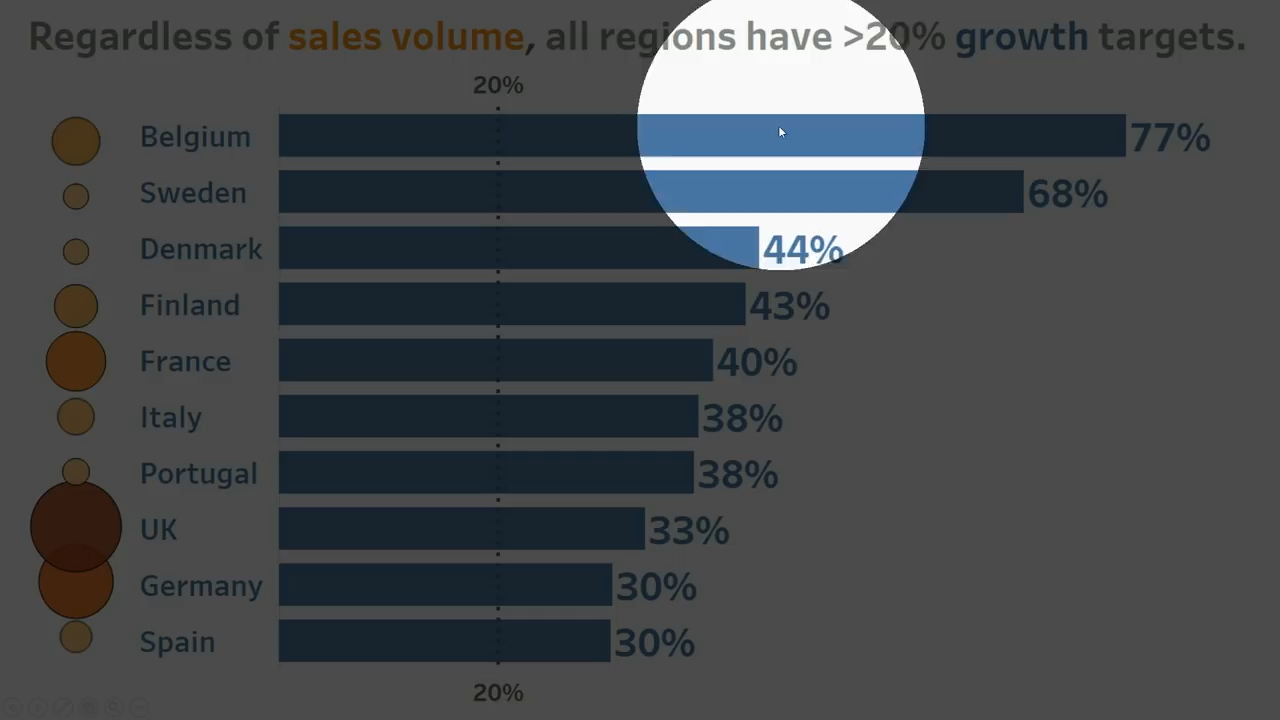 Regardless of sales volume, all regions have >20% growth targets.
20%
Belgium 77%
Sweden 68%
Denmark 44%
Finland 43%
France 40%
Italy 38%
Portugal 38%
UK 33%
Germany 30%
Spain 30%
20%